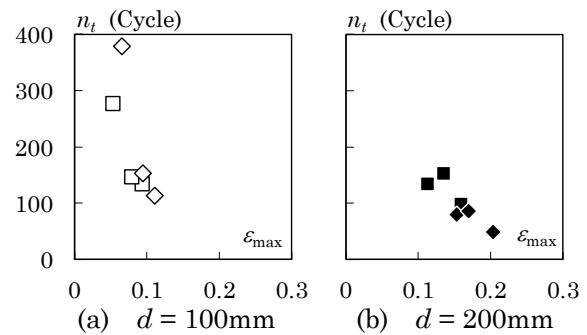 n_t (Cycle) n_t (Cycle)
400
300
200
100
0
ε_max ε_max
0 0.1 0.2 0.3 0 0.1 0.2 0.3
(a) d = 100mm (b) d = 200mm